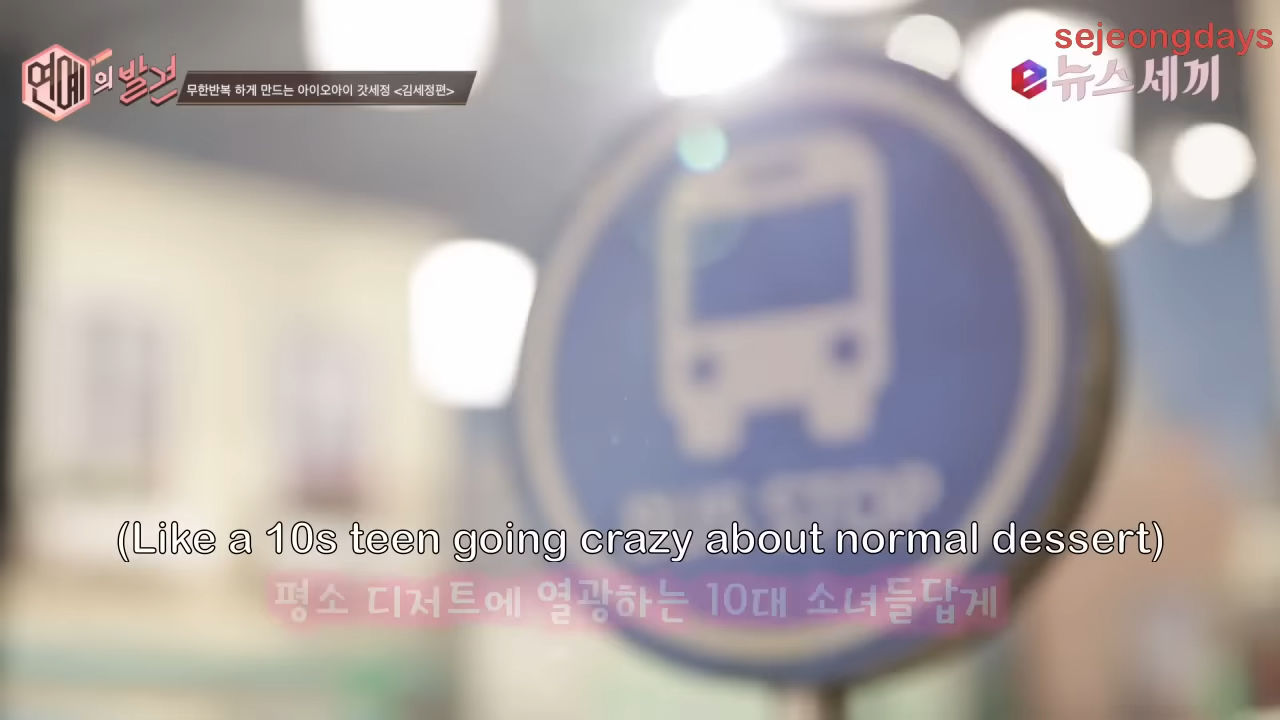 sejeongdays
연예의 발견
무한반복 하게 만드는 아이오아이 갓세정 <김세정편>
e뉴스세끼
BUS STOP
(Like a 10s teen going crazy about normal dessert)
평소 디저트에 열광하는 10대 소녀들답게